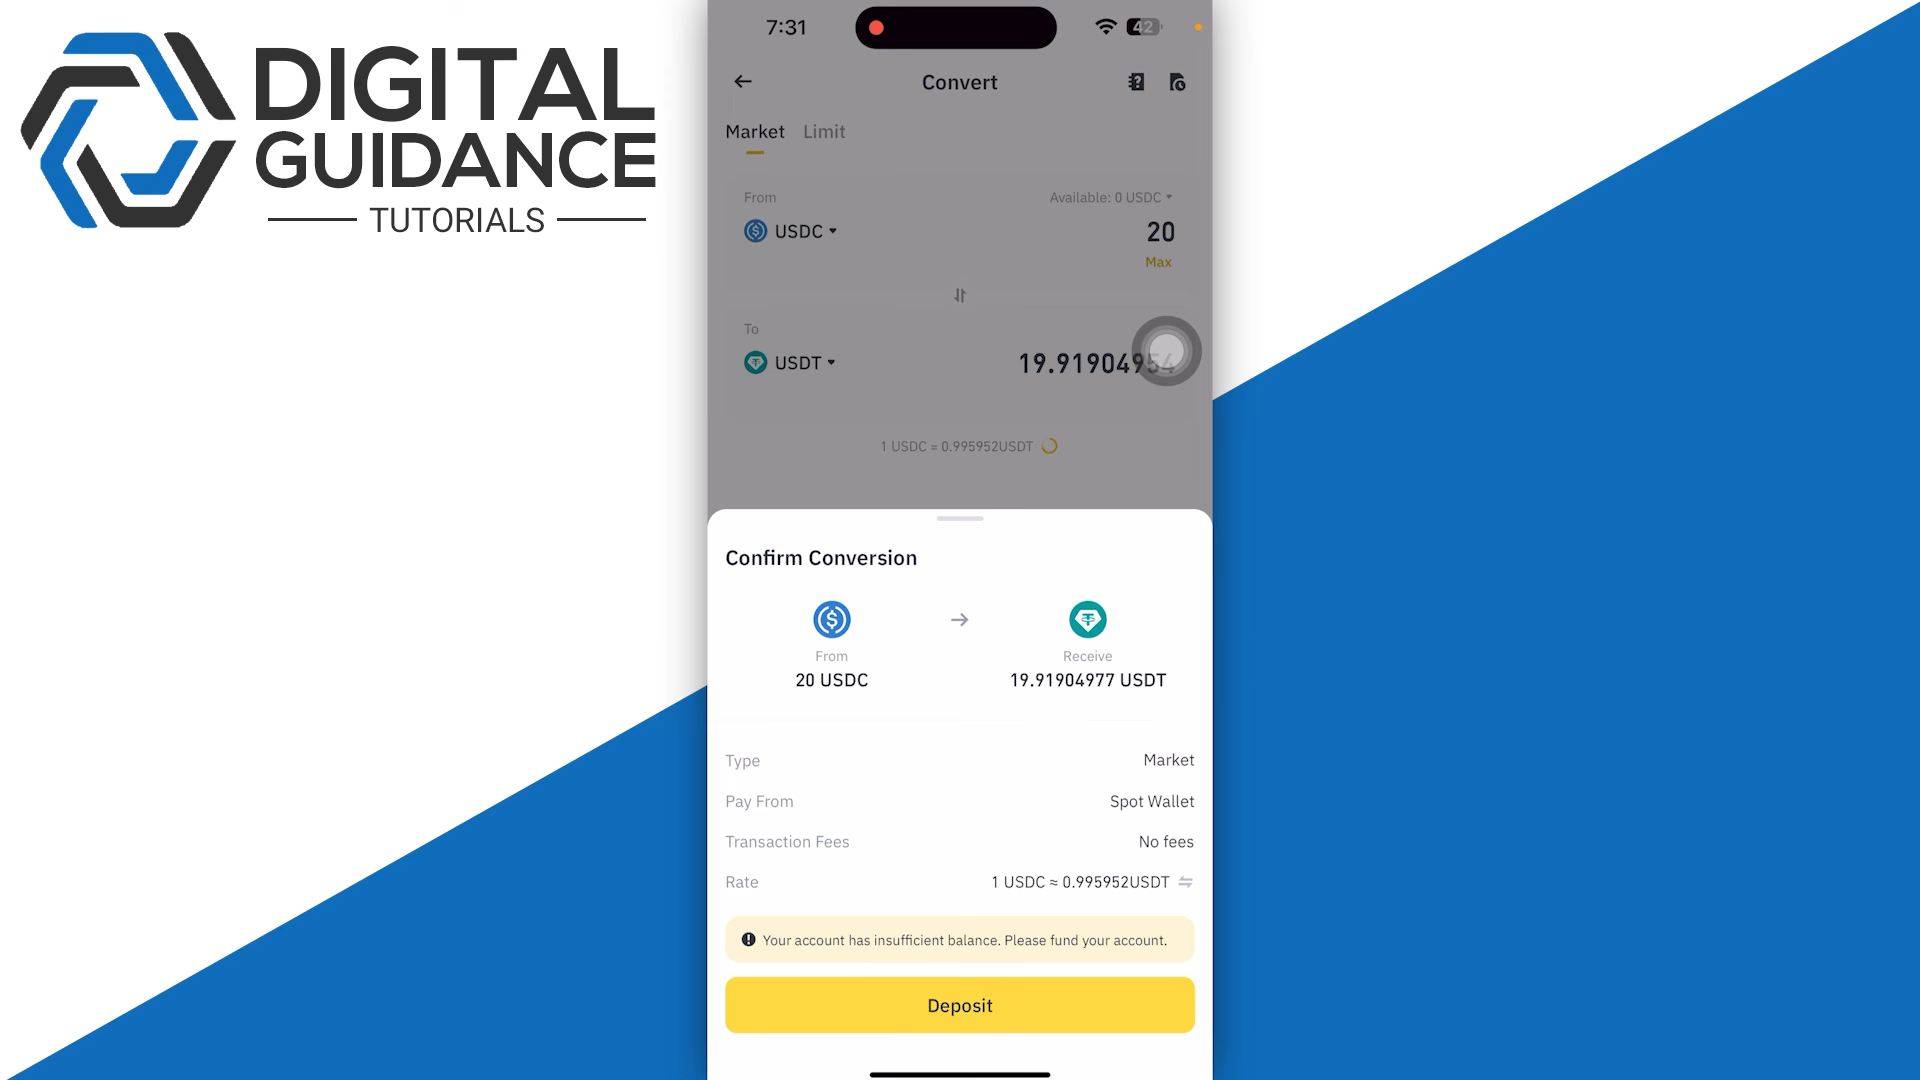 DIGITAL
GUIDANCE
TUTORIALS
7:31
42
Convert
Market Limit
From Available: 0 USDC
USDC 20
Max
To
USDT 19.91904954
1 USDC ≈ 0.995952USDT
Confirm Conversion
From Receive
20 USDC 19.91904977 USDT
Type Market
Pay From Spot Wallet
Transaction Fees No fees
Rate 1 USDC ≈ 0.995952USDT
Your account has insufficient balance. Please fund your account.
Deposit